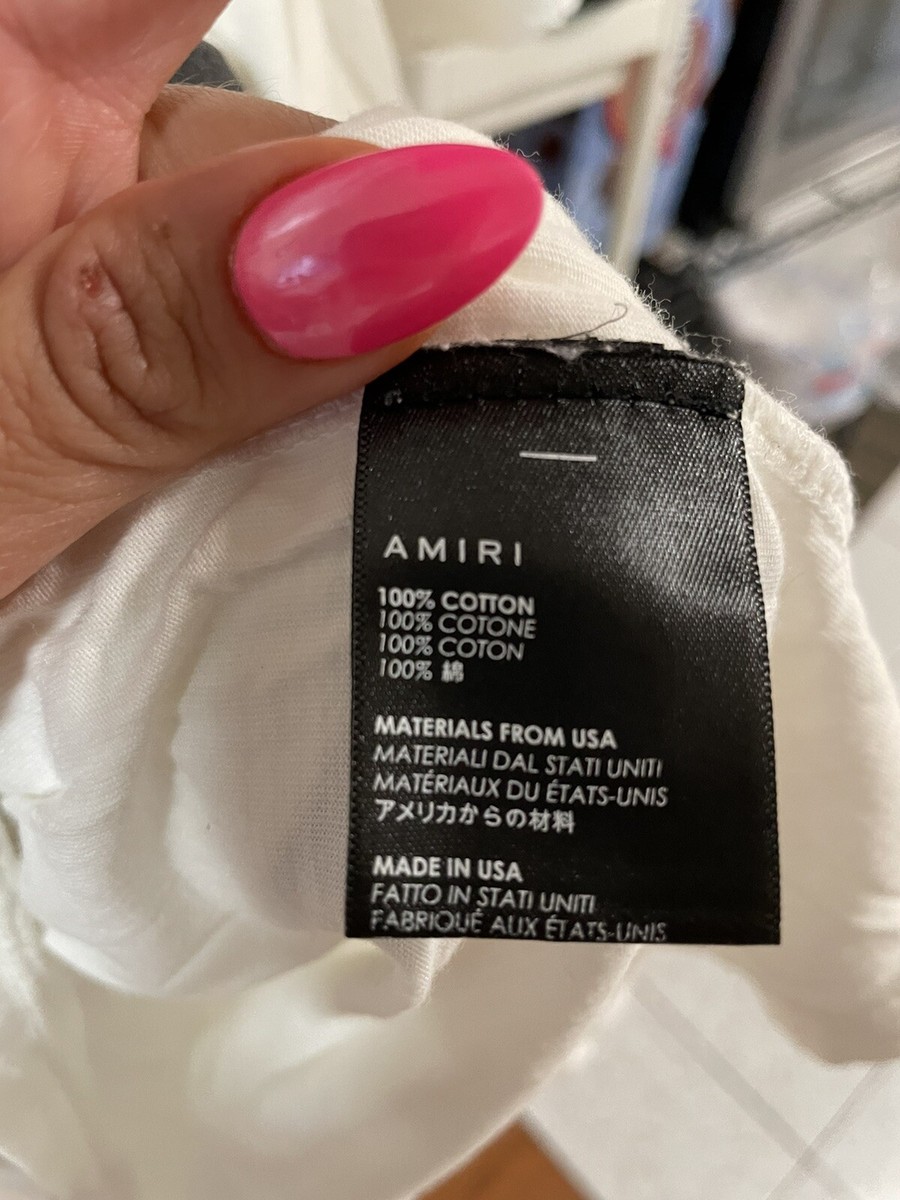 AMIRI
100% COTTON
100% COTONE
100% COTON
100% 綿
MATERIALS FROM USA
MATERIALI DAL STATI UNITI
MATÉRIAUX DU ÉTATS-UNIS
アメリカからの材料
MADE IN USA
FATTO IN STATI UNITI
FABRIQUÉ AUX ÉTATS-UNIS